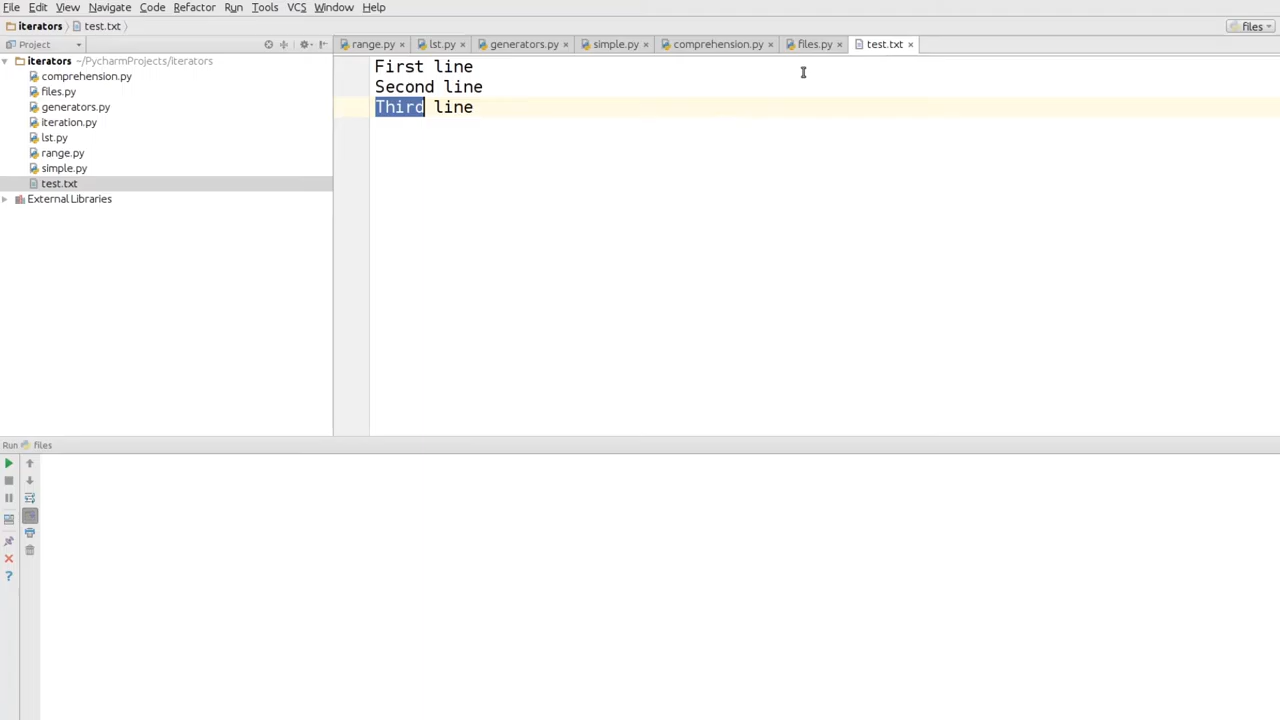 File Edit View Navigate Code Refactor Run Tools VCS Window Help
iterators test.txt files
Project range.py lst.py generators.py simple.py comprehension.py files.py test.txt
iterators ~/PycharmProjects/iterators
comprehension.py
files.py
generators.py
iteration.py
lst.py
range.py
simple.py
test.txt
External Libraries
First line
Second line
Third line
Run files